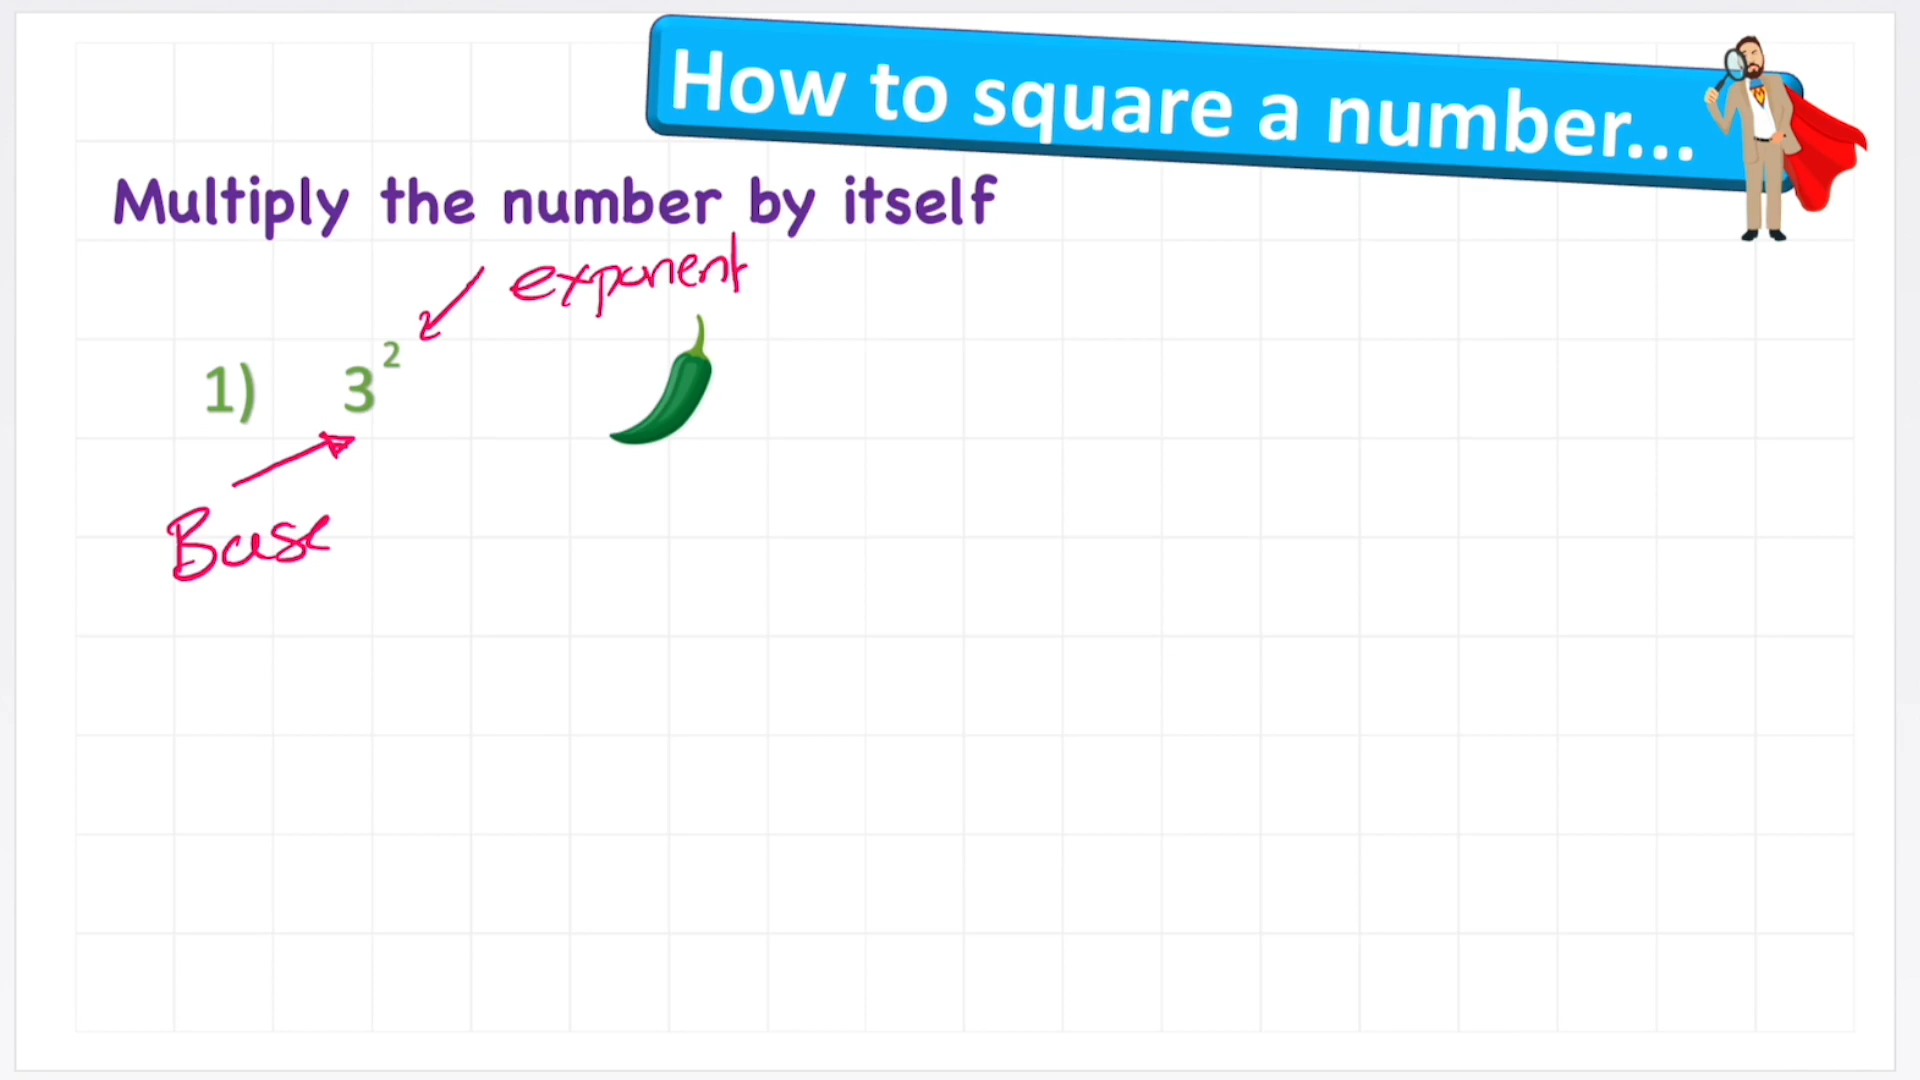 How to square a number...
Multiply the number by itself
exponent
1) 3²
Base